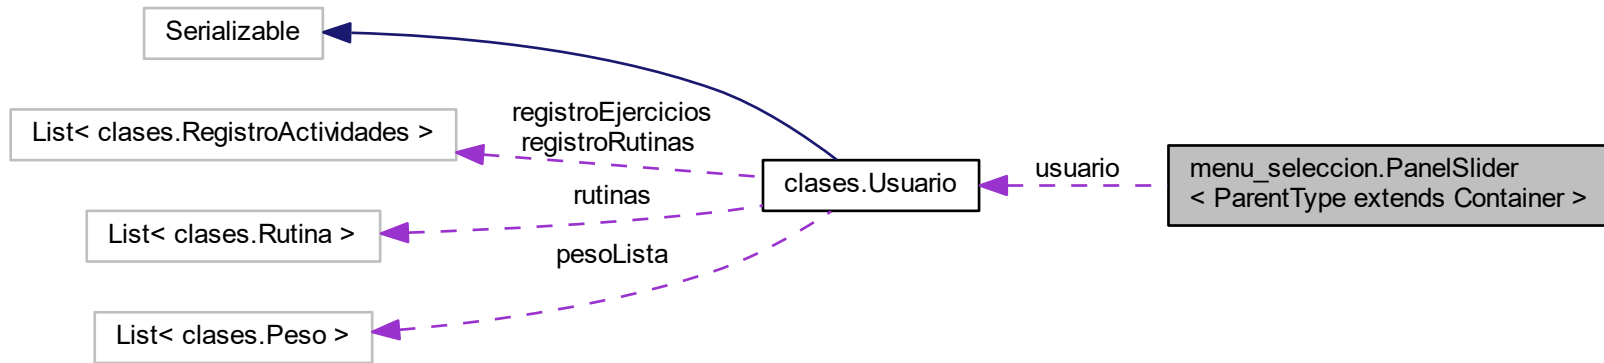 Serializable
List< clases.RegistroActividades >
registroEjercicios
registroRutinas
clases.Usuario
usuario
menu_seleccion.PanelSlider
< ParentType extends Container >
rutinas
List< clases.Rutina >
pesoLista
List< clases.Peso >